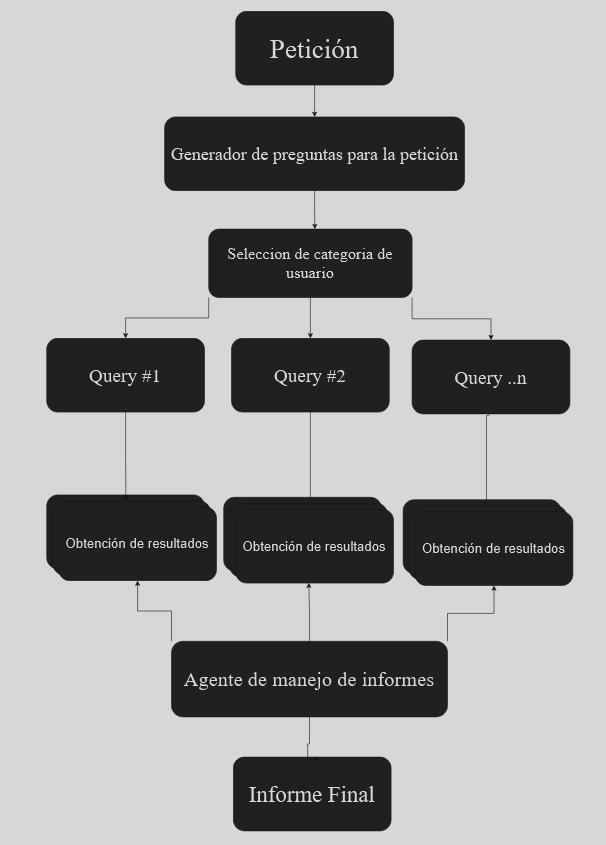 Petición
Generador de preguntas para la petición
Seleccion de categoria de
usuario
Query #1
Query #2
Query ..n
Obtención de resultados
Obtención de resultados
Obtención de resultados
Agente de manejo de informes
Informe Final